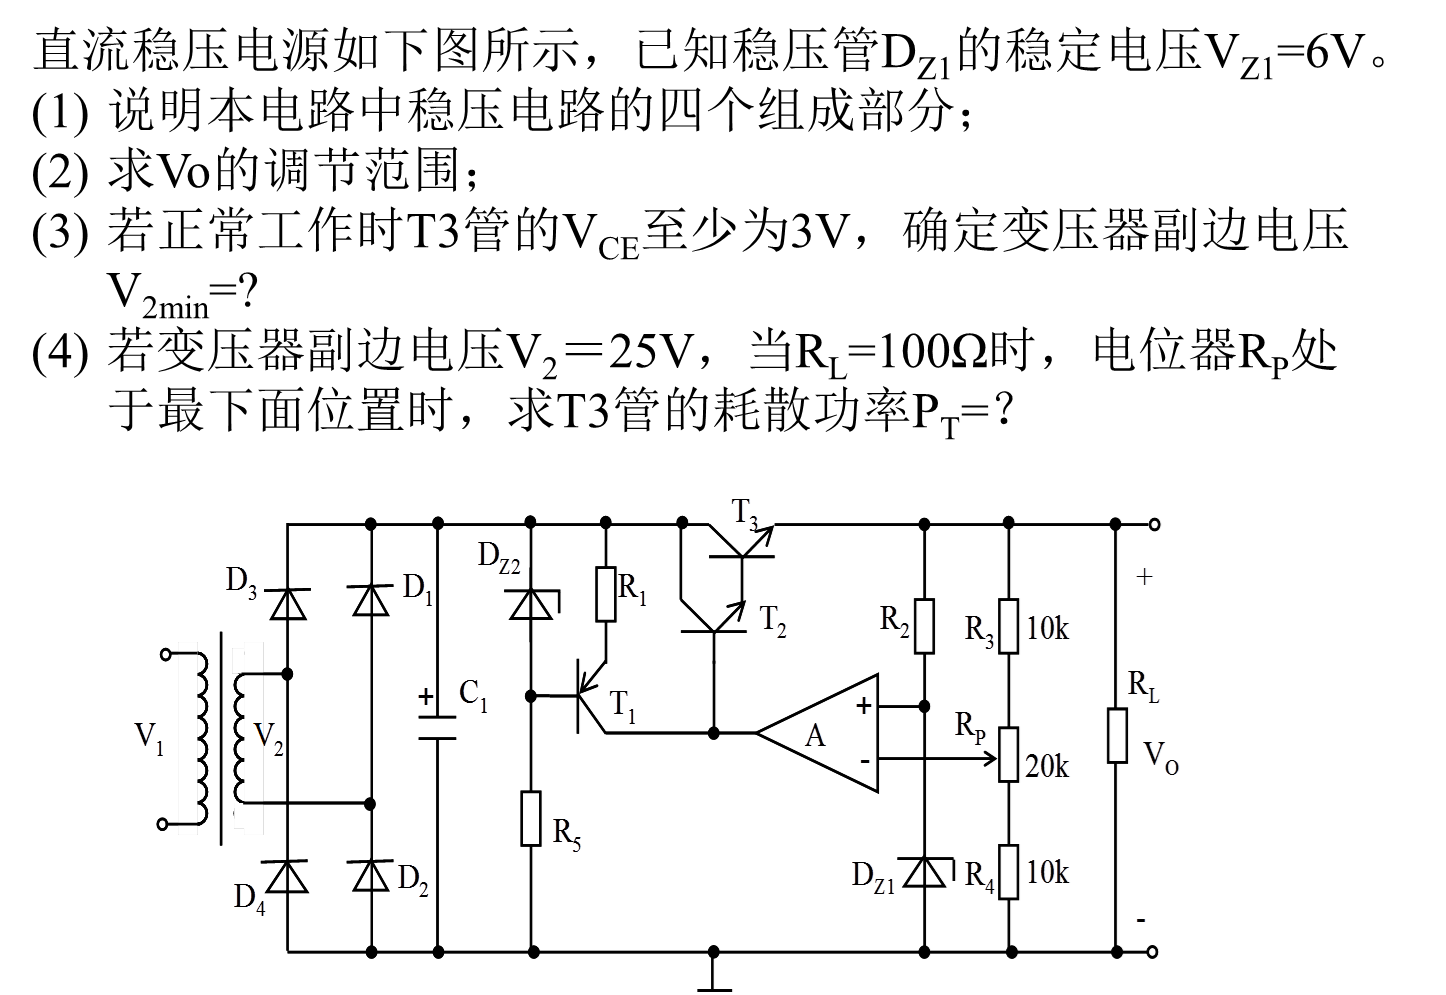 直流稳压电源如下图所示，已知稳压管DZ1的稳定电压VZ1=6V。
(1) 说明本电路中稳压电路的四个组成部分；
(2) 求Vo的调节范围；
(3) 若正常工作时T3管的VCE至少为3V，确定变压器副边电压
V2min=?
(4) 若变压器副边电压V2＝25V，当RL=100Ω时，电位器RP处
于最下面位置时，求T3管的耗散功率PT=？
T3
DZ2
D3
D1
R1
T2
R2
R3
10k
+
V1
V2
+
C1
T1
A
+
-
RP
20k
RL
VO
R5
D4
D2
DZ1
R4
10k
-